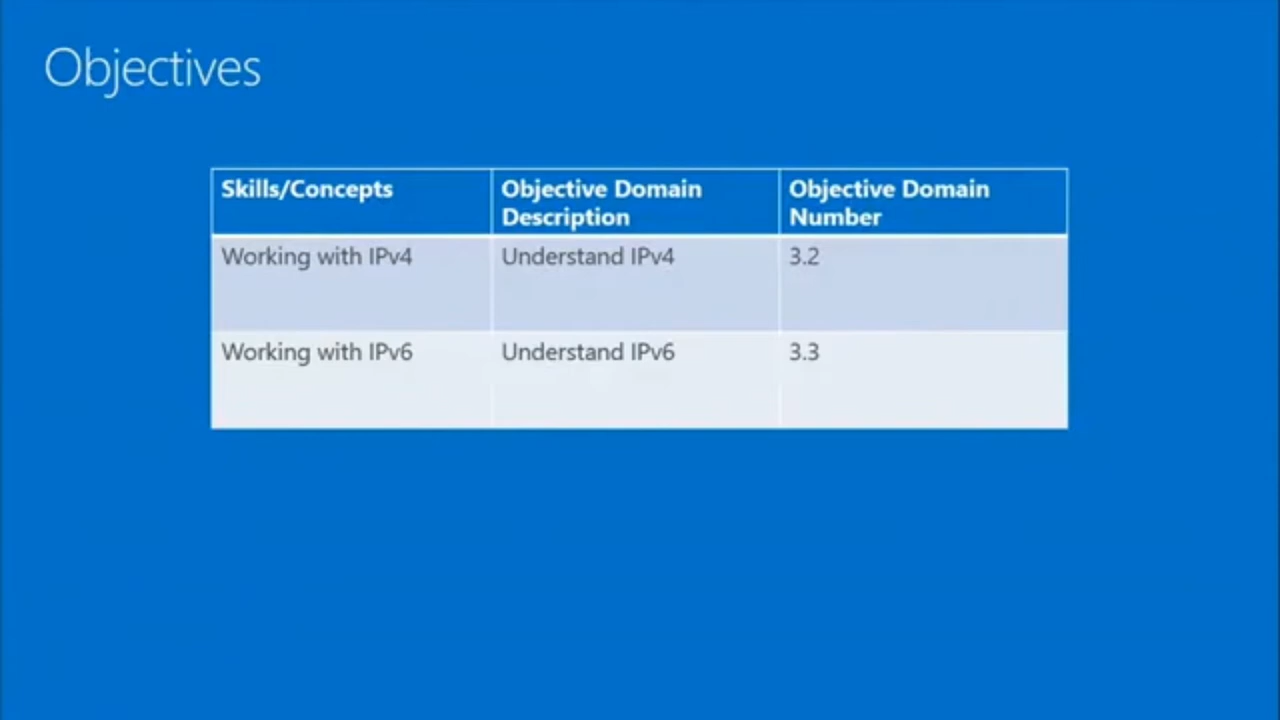 Objectives
Skills/Concepts
Objective Domain
Description
Objective Domain
Number
Working with IPv4
Understand IPv4
3.2
Working with IPv6
Understand IPv6
3.3